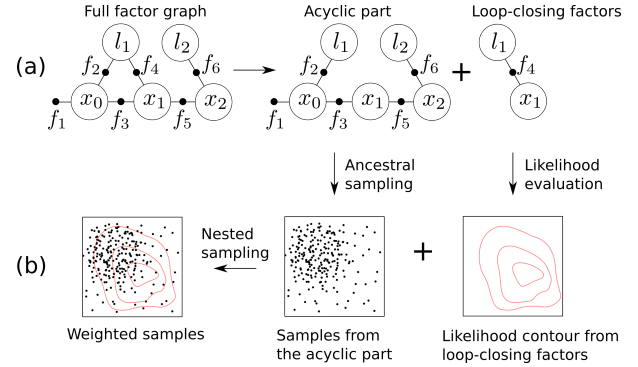 Full factor graph
Acyclic part
Loop-closing factors
(a)
l1 l2
f2 f4 f6
x0 x1 x2
f1 f3 f5
l1 l2
f2 f6
x0 x1 x2
f1 f3 f5
+
l1
f4
x1
Ancestral
sampling
Likelihood
evaluation
(b)
Nested
sampling
+
Weighted samples
Samples from
the acyclic part
Likelihood contour from
loop-closing factors